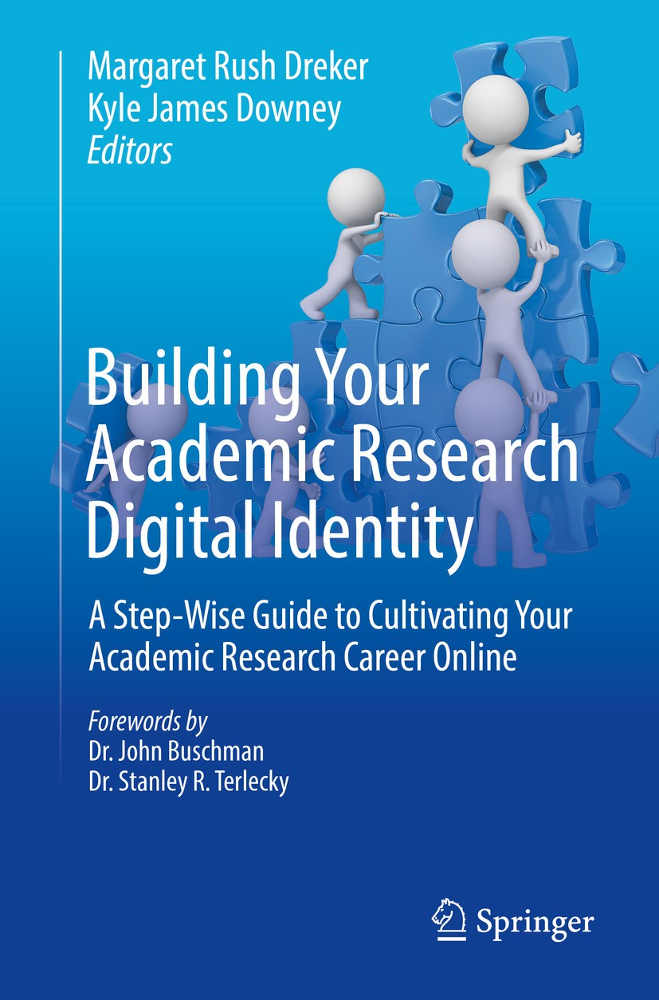 Margaret Rush Dreker
Kyle James Downey
Editors
Building Your
Academic Research
Digital Identity
A Step-Wise Guide to Cultivating Your
Academic Research Career Online
Forewords by
Dr. John Buschman
Dr. Stanley R. Terlecky
Springer